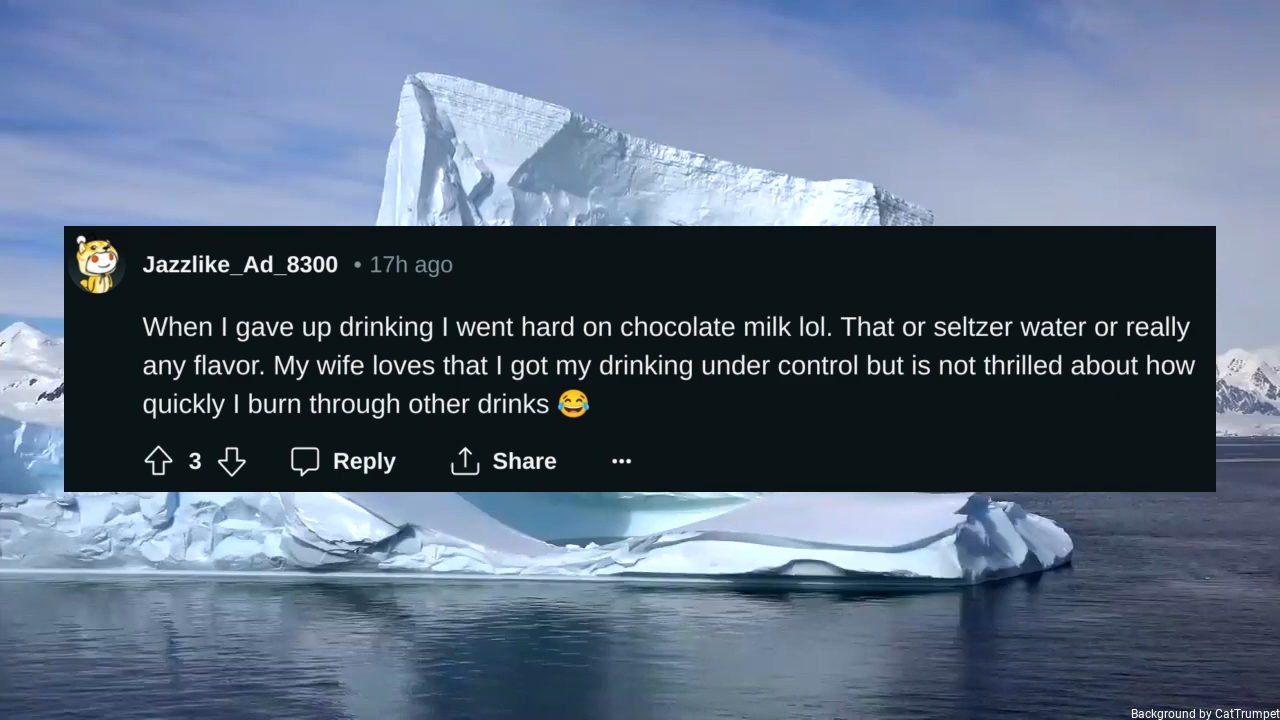 Jazzlike_Ad_8300 • 17h ago
When I gave up drinking I went hard on chocolate milk lol. That or seltzer water or really
any flavor. My wife loves that I got my drinking under control but is not thrilled about how
quickly I burn through other drinks 😂
3 Reply Share ...
Background by CatTrumpet